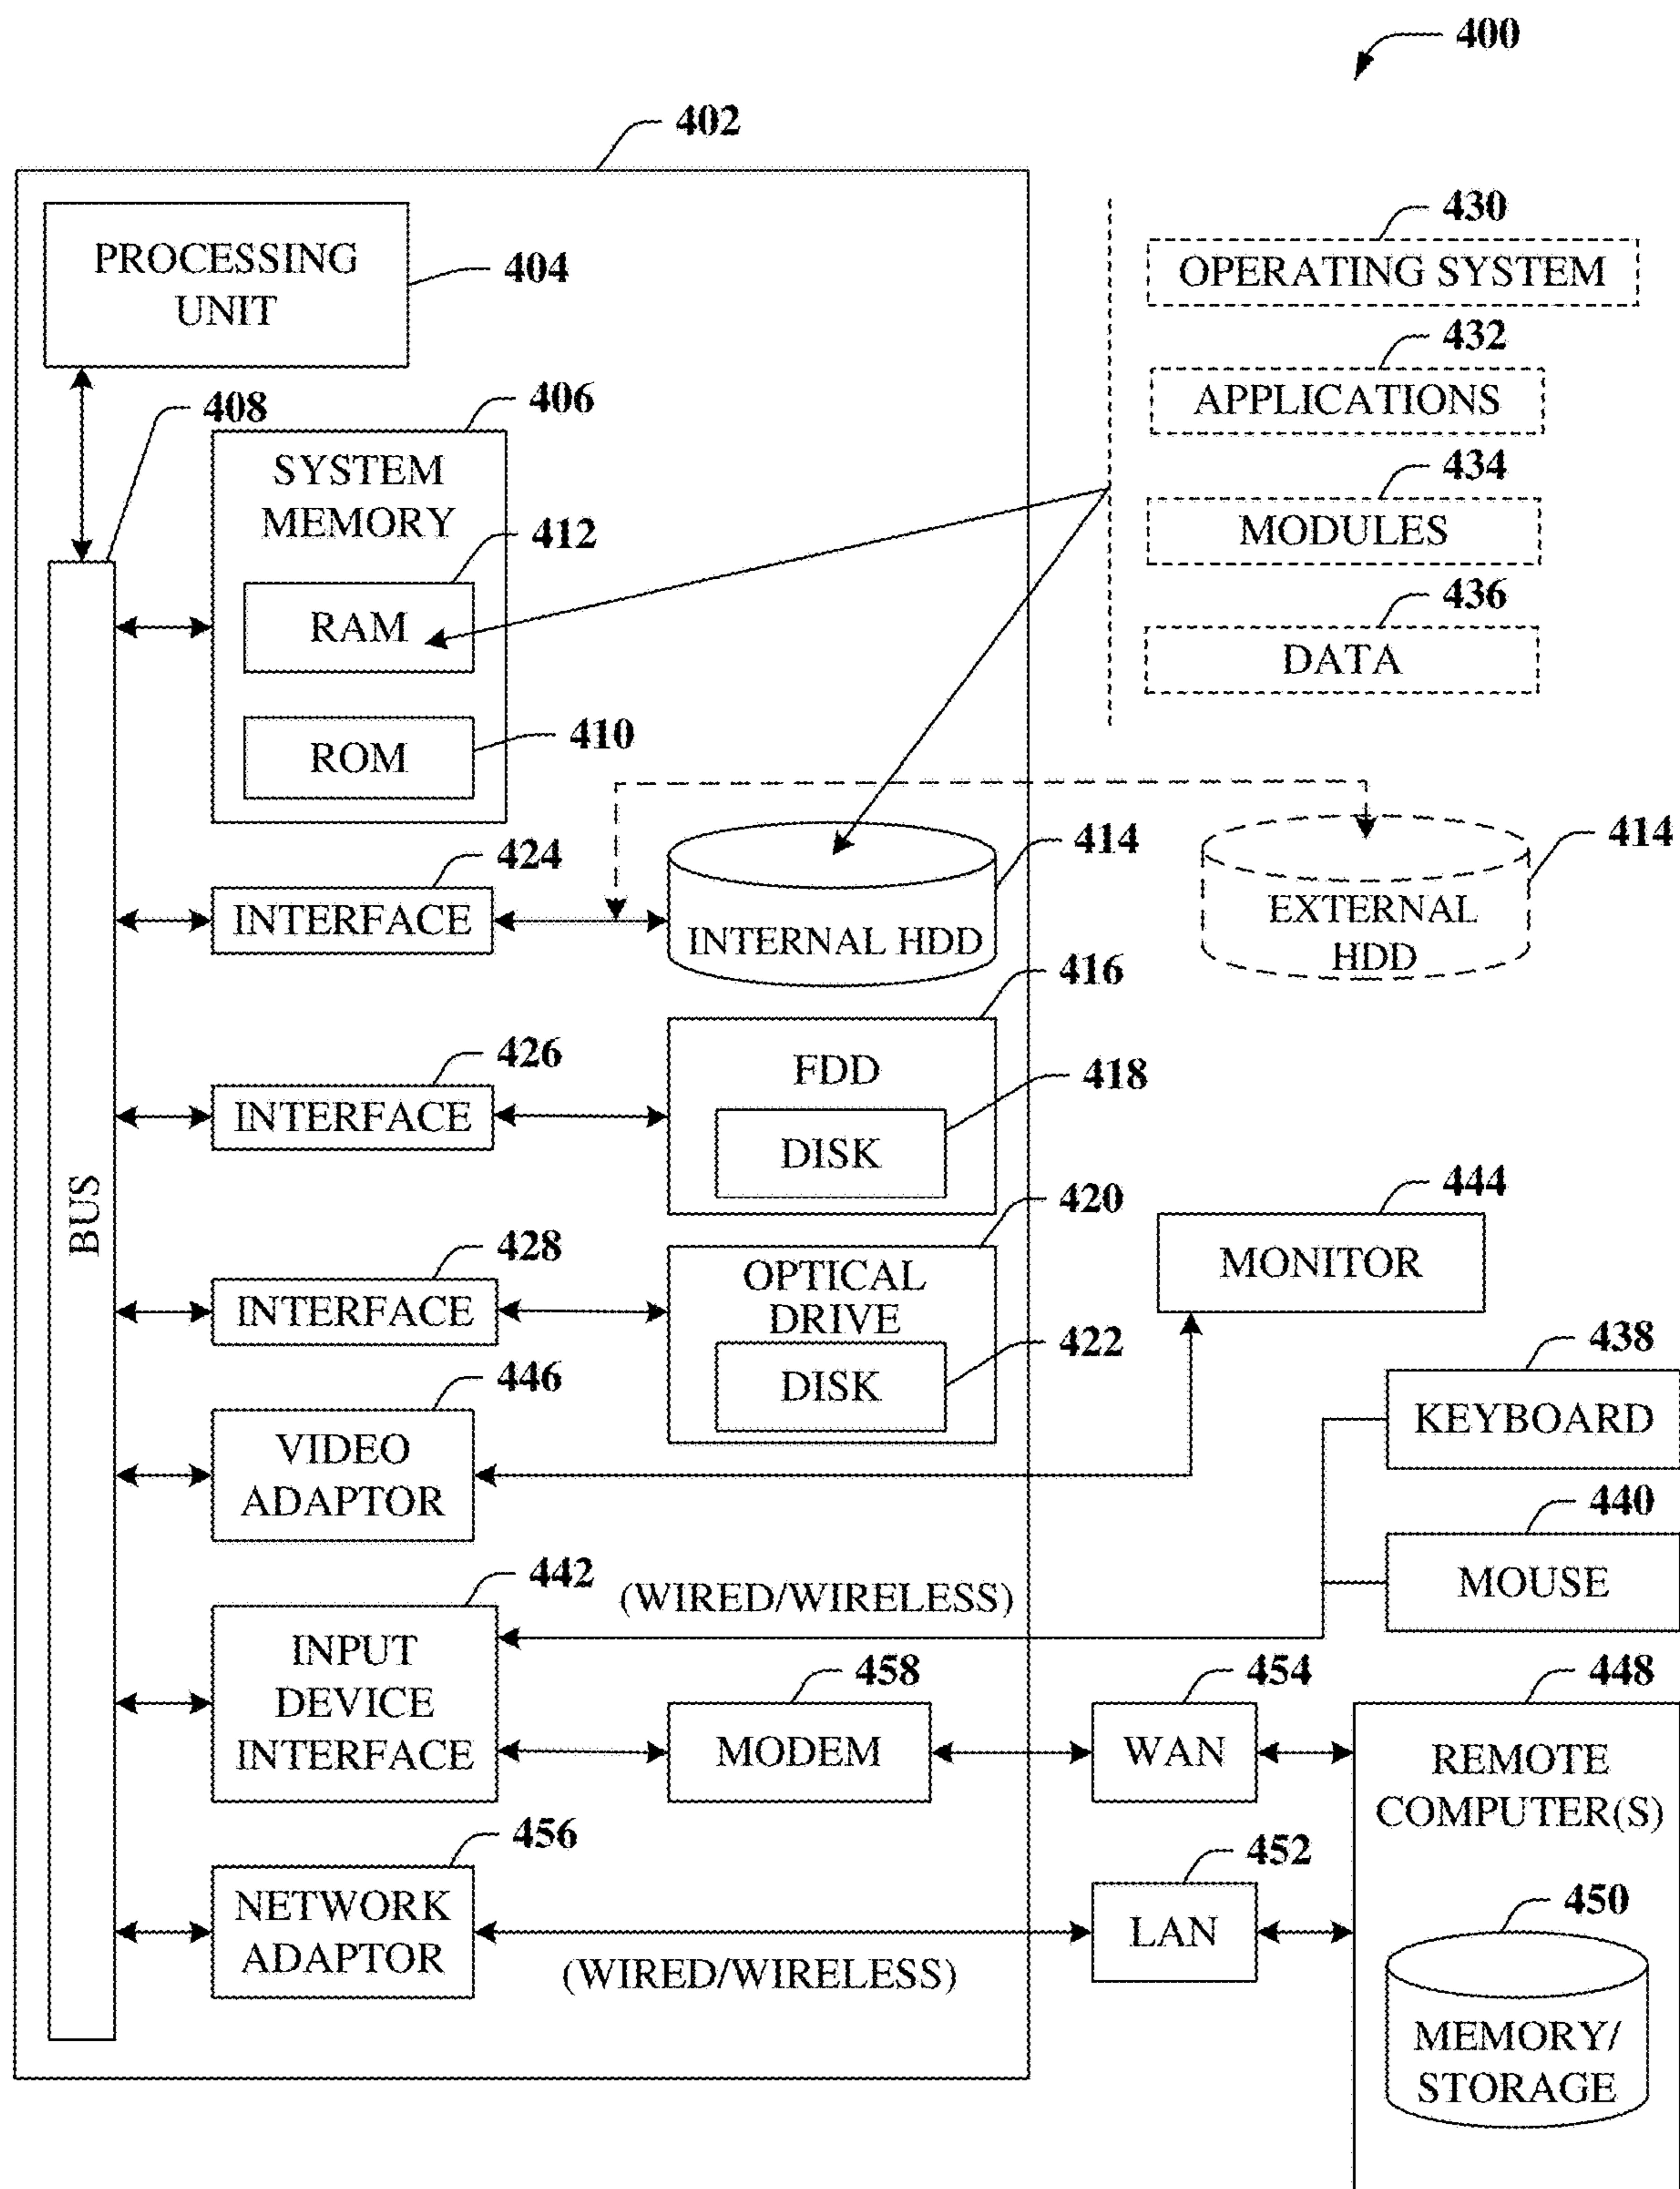 400
402
PROCESSING
UNIT
404
430
OPERATING SYSTEM
432
APPLICATIONS
434
MODULES
436
DATA
408
406
SYSTEM
MEMORY
412
RAM
410
ROM
424
INTERFACE
414
INTERNAL HDD
414
EXTERNAL
HDD
426
INTERFACE
416
FDD
418
DISK
BUS
428
INTERFACE
420
OPTICAL
DRIVE
422
DISK
444
MONITOR
446
VIDEO
ADAPTOR
438
KEYBOARD
440
MOUSE
442
INPUT
DEVICE
INTERFACE
(WIRED/WIRELESS)
458
MODEM
454
WAN
448
REMOTE
COMPUTER(S)
456
NETWORK
ADAPTOR
(WIRED/WIRELESS)
452
LAN
450
MEMORY/
STORAGE